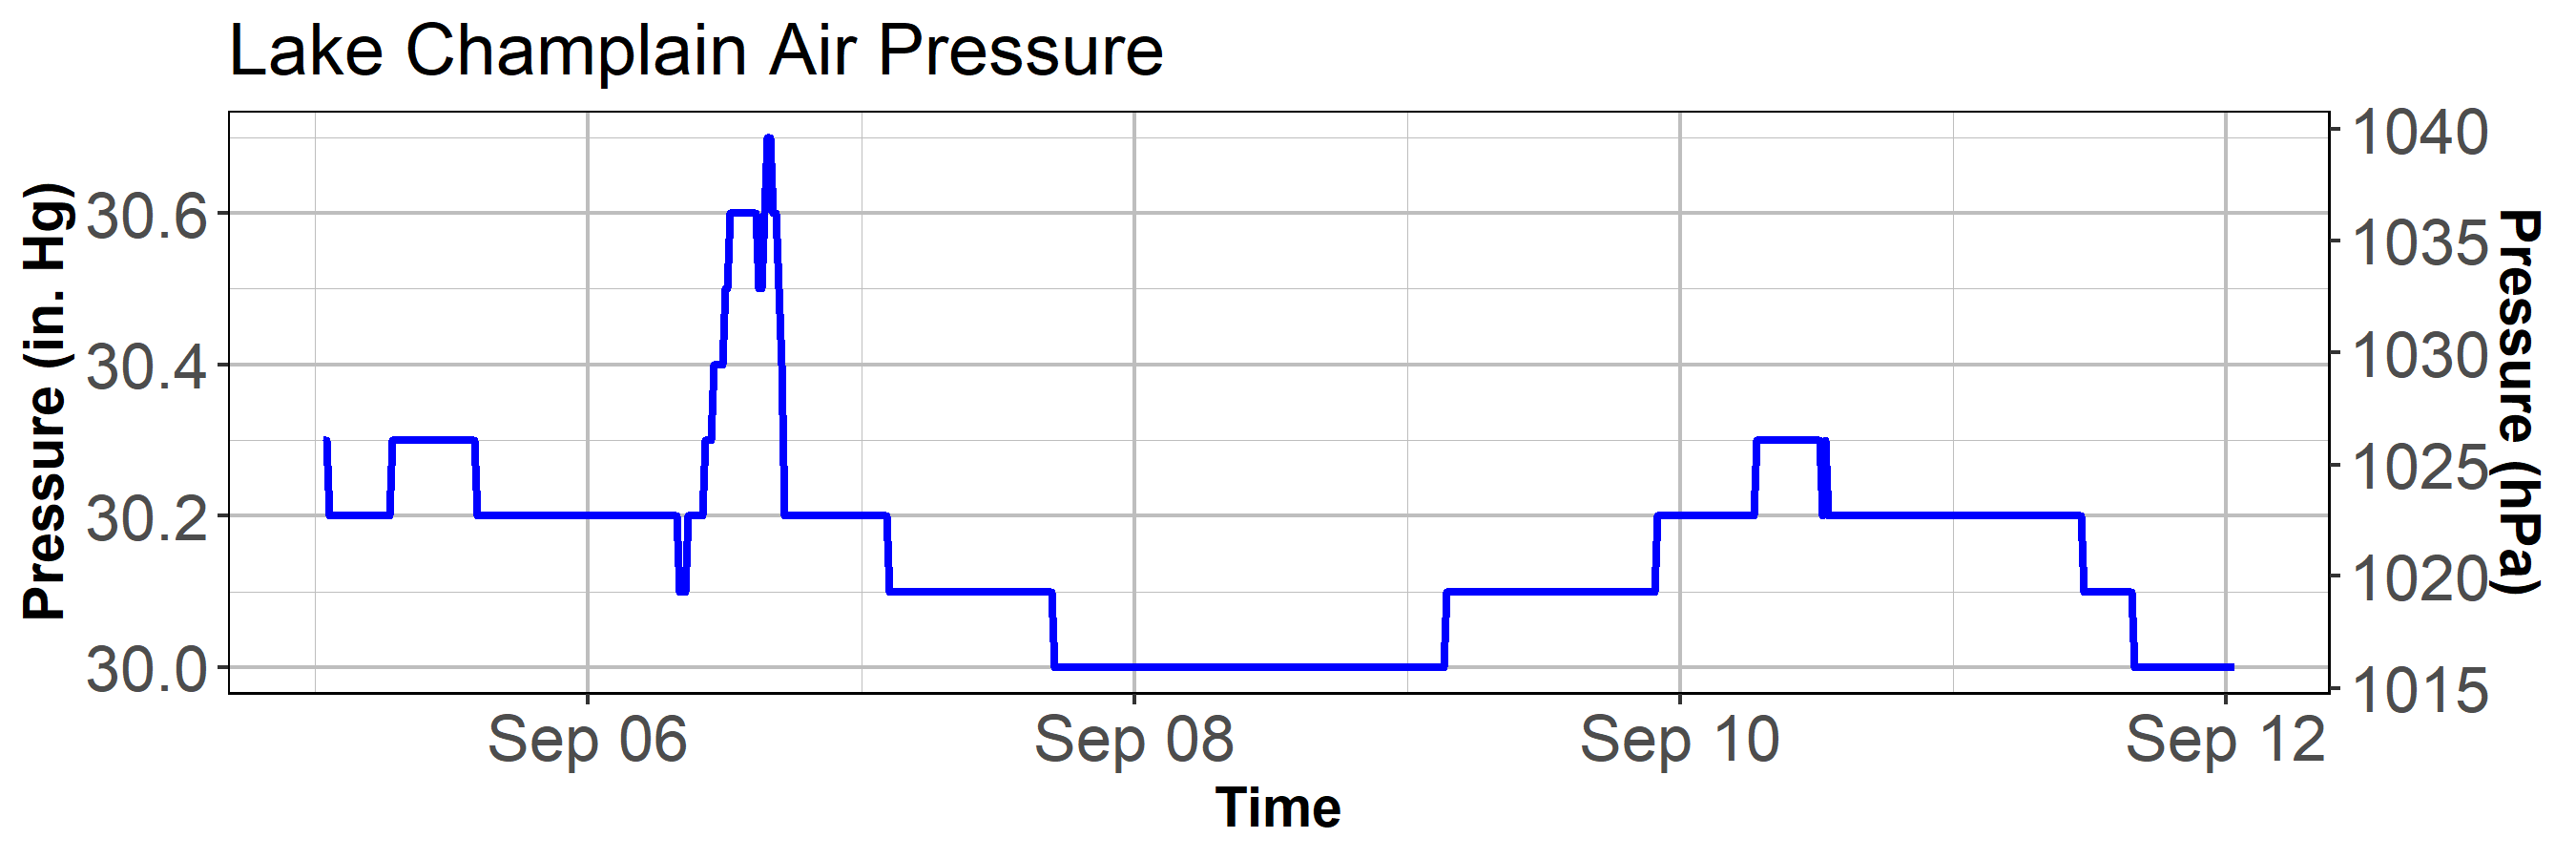 Lake Champlain Air Pressure
Pressure (in. Hg)
30.6
30.4
30.2
30.0
1040
1035
1030
1025
1020
1015
Pressure (hPa)
Sep 06 Sep 08 Sep 10 Sep 12
Time